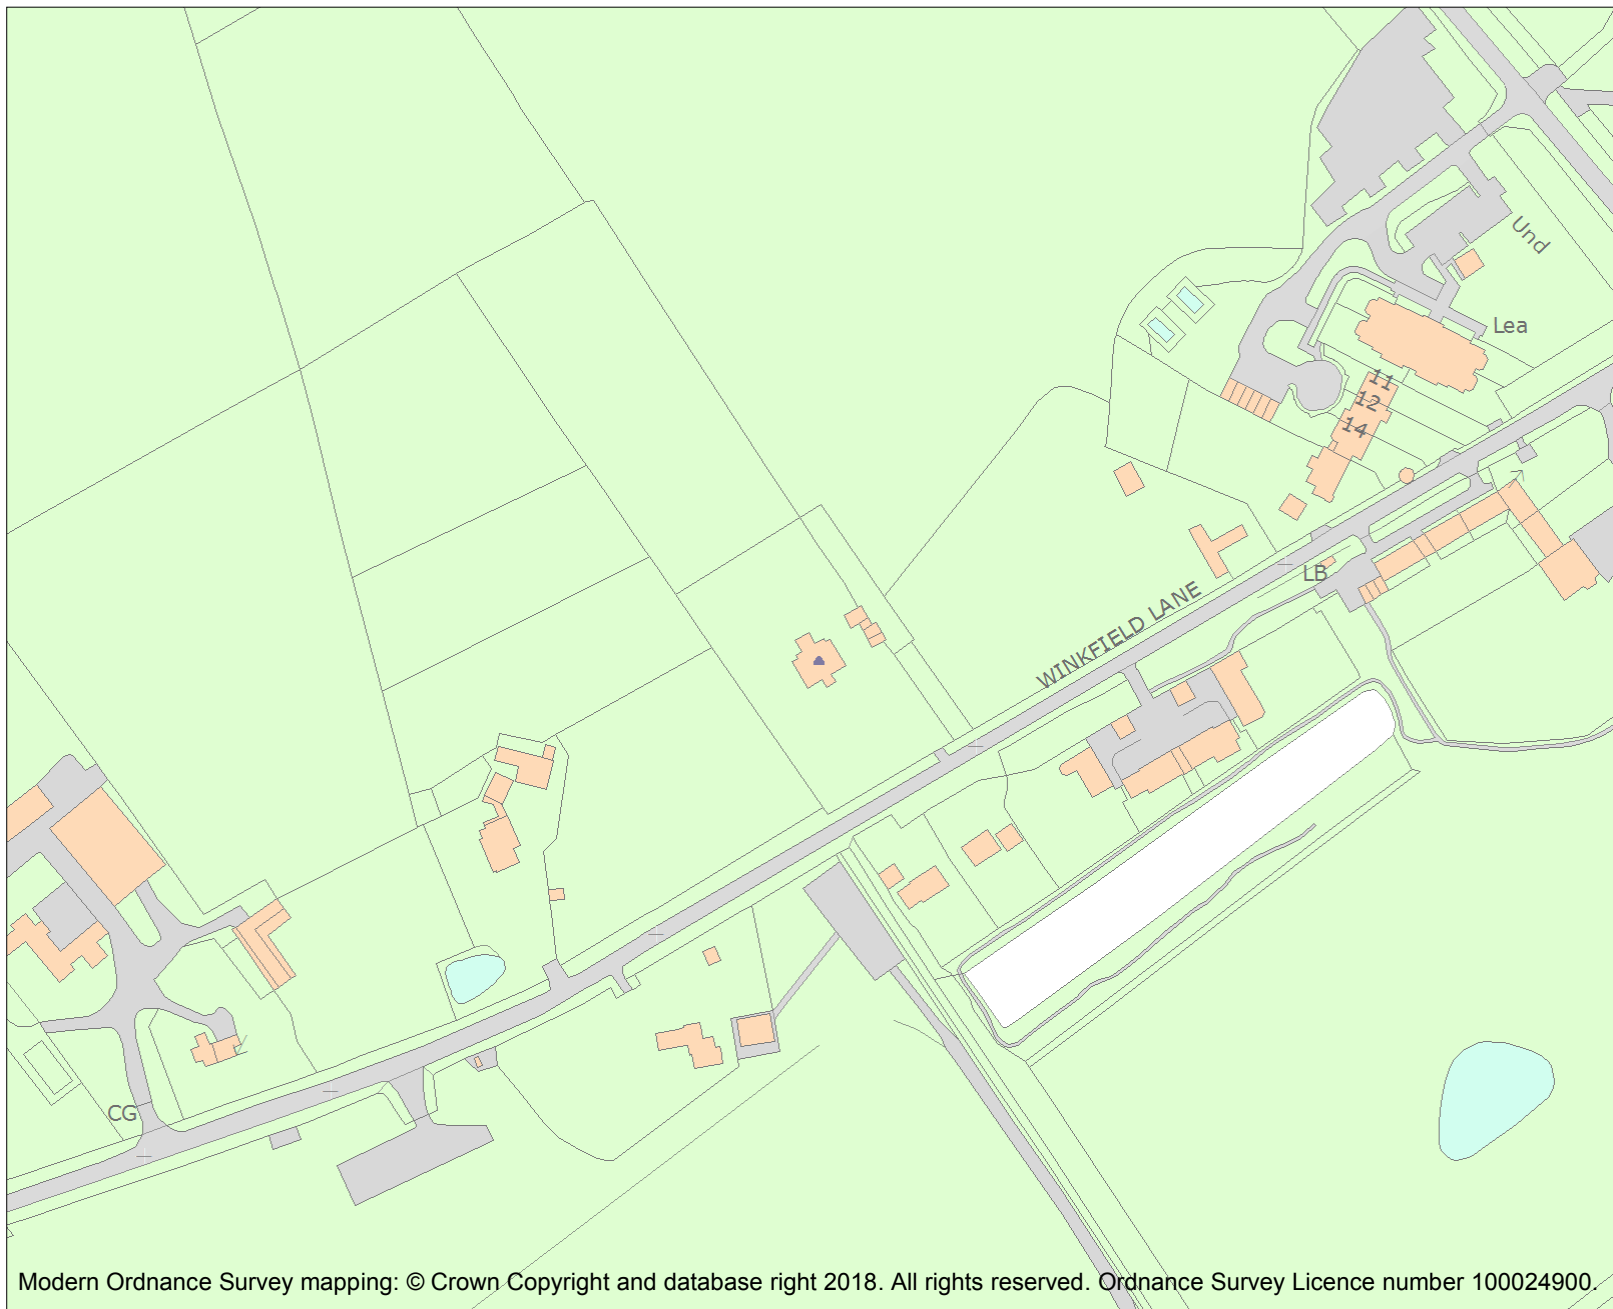 Und
Lea
11
12
14
LB
WINKFIELD LANE
CG
Modern Ordnance Survey mapping: © Crown Copyright and database right 2018. All rights reserved. Ordnance Survey Licence number 100024900.